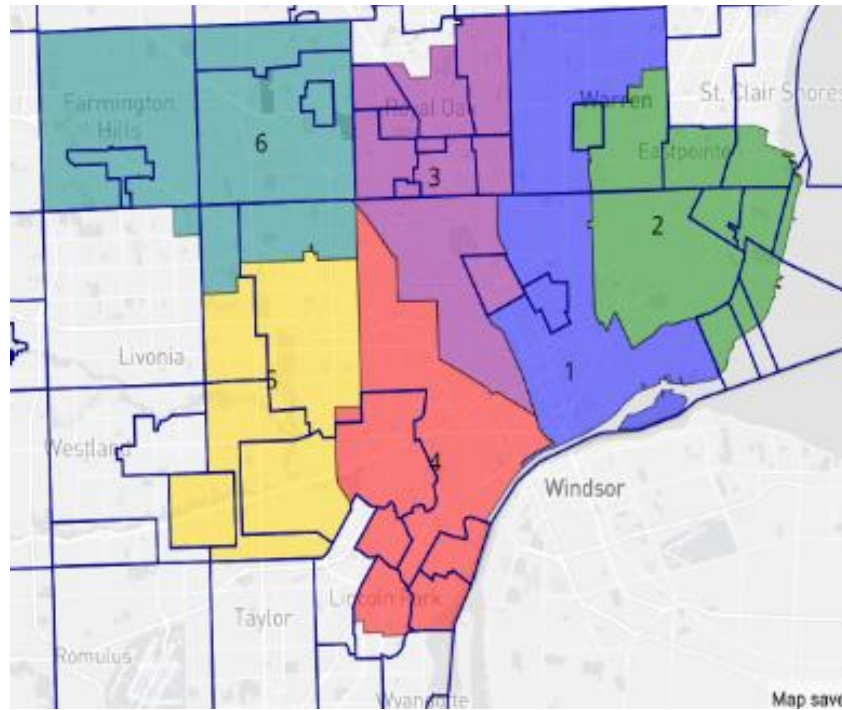 Farmington
Hills
Royal Oak
Warren
St. Clair Shores
Eastpointe
6
3
2
Livonia
5
1
Westland
4
Windsor
Lincoln Park
Taylor
Romulus
Wyandotte
Map save